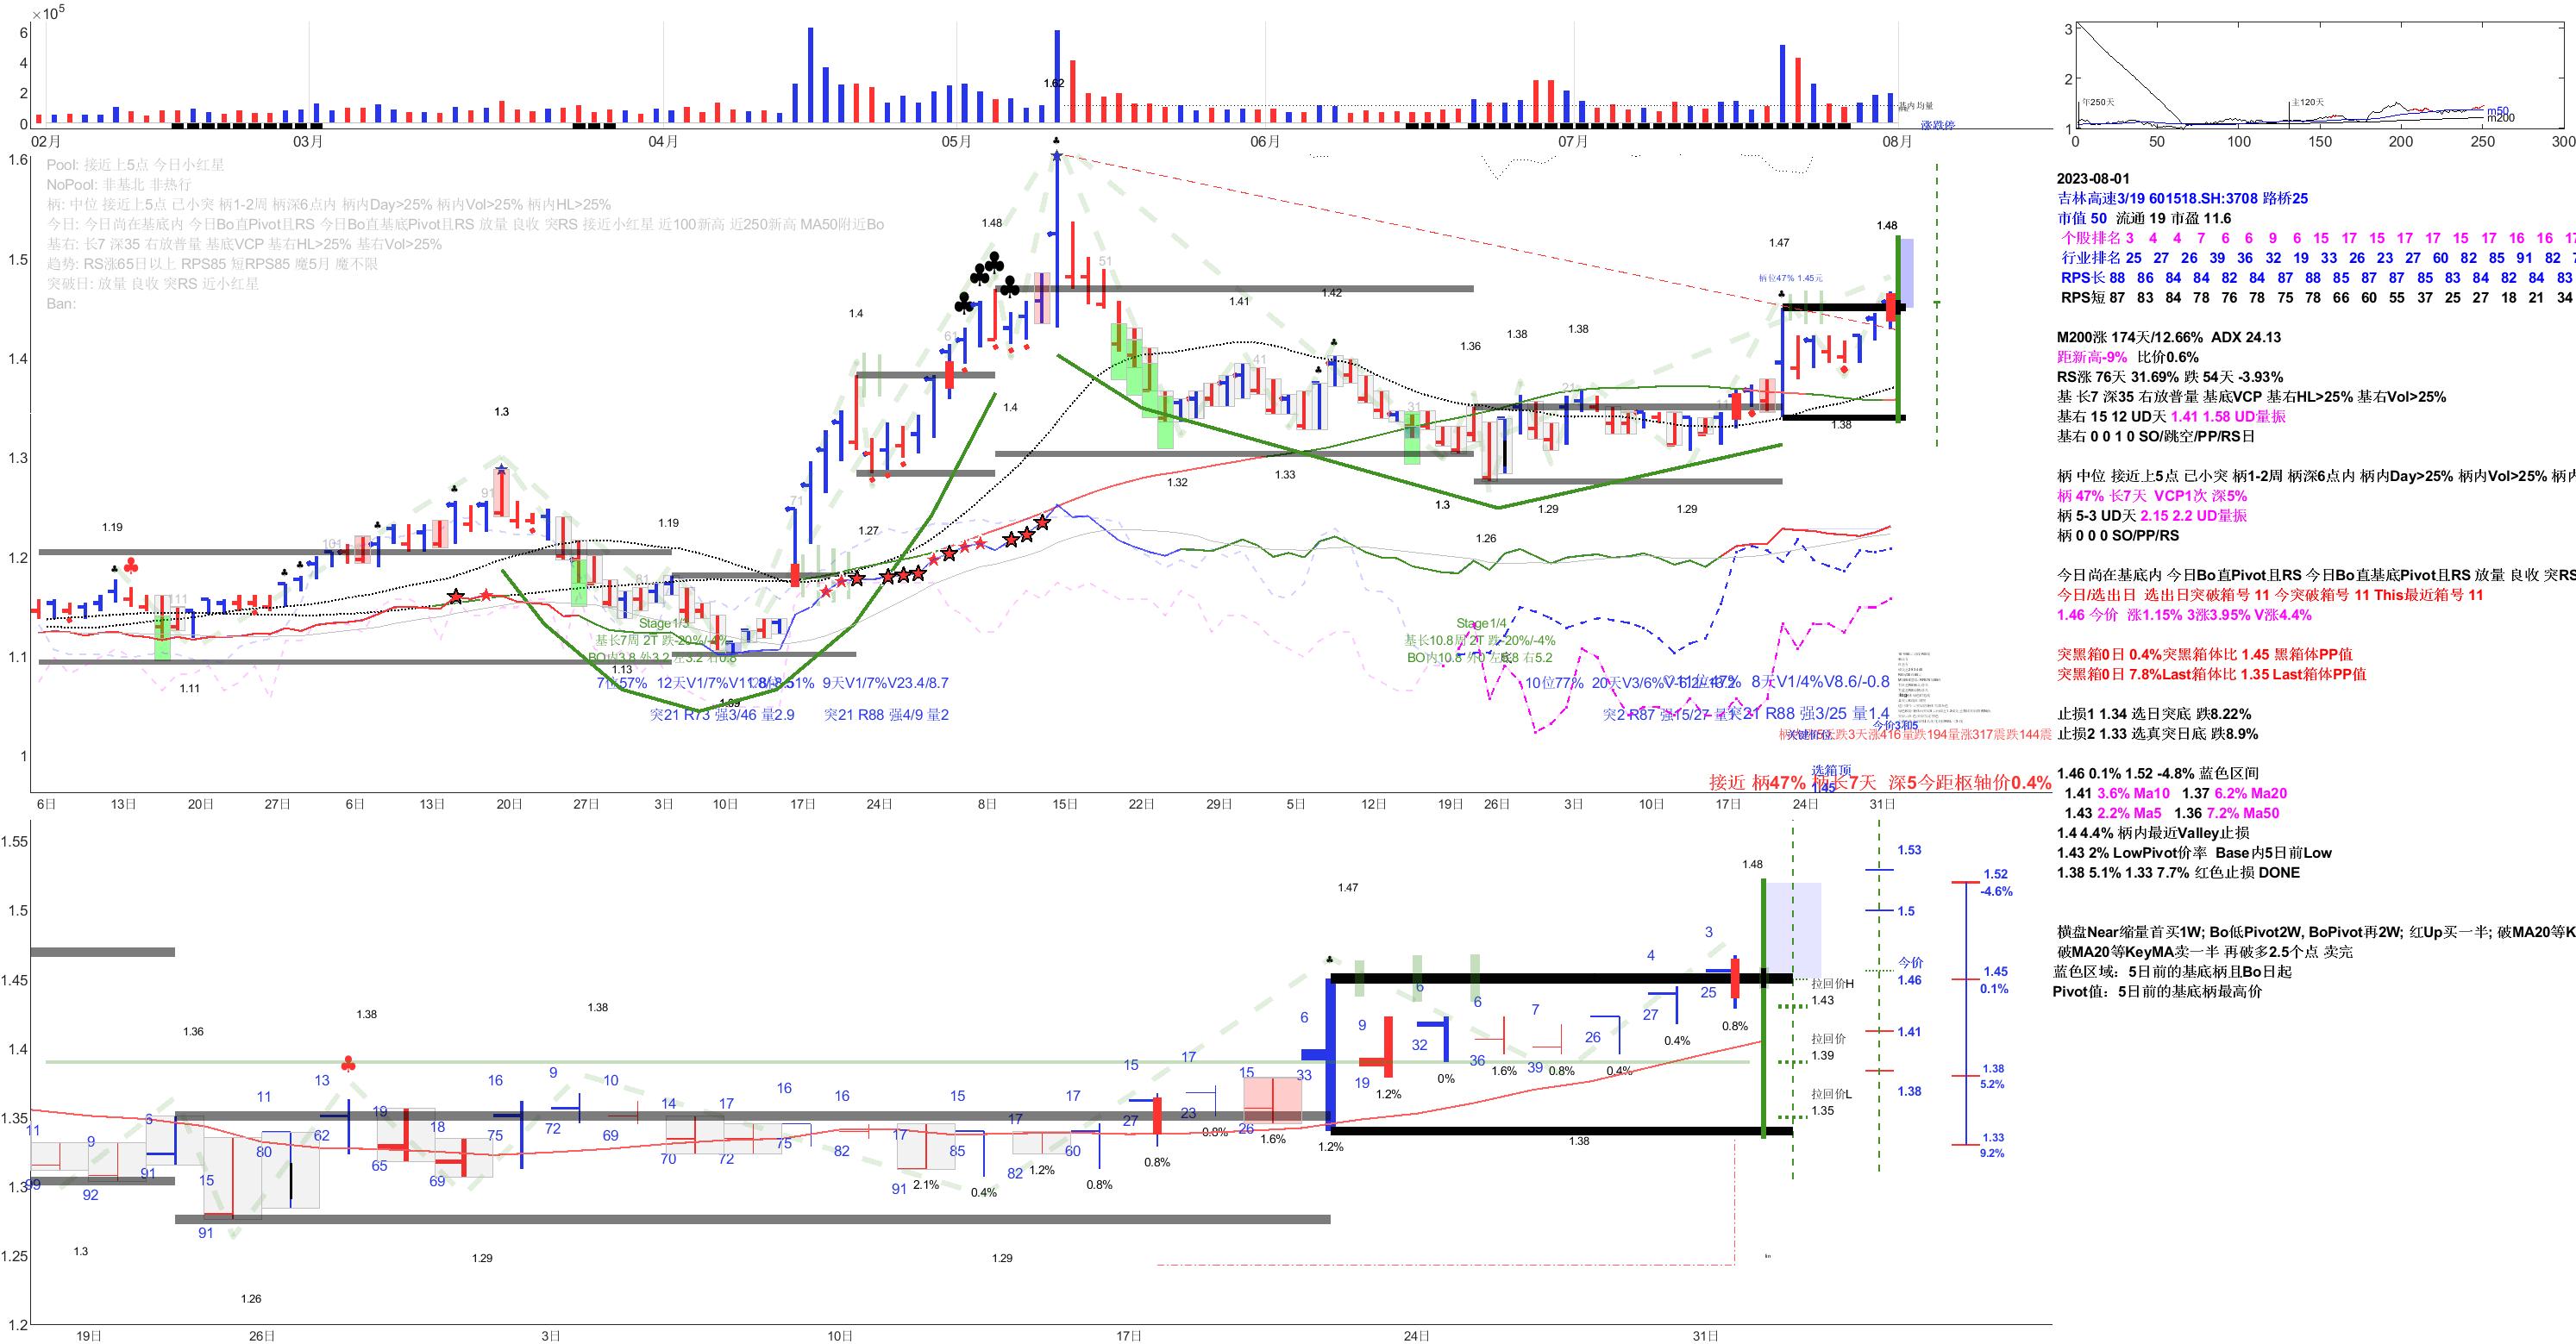 ×10⁵
6
4
2
0
1.62
基内均量
涨跌停
02月 03月 04月 05月 06月 07月 08月
3
2
1
年250天
主120天
m50
m200
0 50 100 150 200 250 300
1.6
1.5
1.4
1.3
1.2
1.1
1
Pool: 接近上5点 今日小红星
NoPool: 非基北 非热行
柄: 中位 接近上5点 已小突 柄1-2周 柄深6点内 柄内Day>25% 柄内Vol>25% 柄内HL>25%
今日: 今日尚在基底内 今日Bo直Pivot且RS 今日Bo直基底Pivot且RS 放量 良收 突RS 接近小红星 近100新高 近250新高 MA50附近Bo
基右: 长7 深35 右放普量 基底VCP 基右HL>25% 基右Vol>25%
趋势: RS涨65日以上 RPS85 短RPS85 魔5月 魔不限
突破日: 放量 良收 突RS 近小红星
Ban:
1.19
1.11
1.3
1.19
1.13
1.4
1.27
1.48
1.4
1.32
1.41
1.33
1.42
1.36
1.3
1.26
1.38
1.29
1.38
1.29
1.47
柄位47% 1.45元
1.38
1.48
111
101
91
81
71
61
51
41
31
21
11
Stage1/3
基长7周 2T 跌-20%/-4%
BO内3.8 外3.2 左3.2 右0.8
Stage1/4
基长10.8周 2T 跌-20%/-4%
BO内10.8 外0 左5.8 右5.2
7位57% 12天V1/7%V11.8/-3.5
9天V1/7%V23.4/8.7
突21 R73 强3/46 量2.9
突21 R88 强4/9 量2
10位77%
8天V1/4%V8.6/-0.8
突2 R87 强15/27
突21 R88 强3/25 量1.4
选箱顶
1.45
接近 柄47% 柄长7天 深5今距枢轴价0.4%
6日 13日 20日 27日 6日 13日 20日 27日 3日 10日 17日 24日 8日 15日 22日 29日 5日 12日 19日 26日 3日 10日 17日 24日 31日
2023-08-01
吉林高速3/19 601518.SH:3708 路桥25
市值 50 流通 19 市盈 11.6
个股排名 3 4 4 7 6 6 9 6 15 17 15 17 17 15 17 16 16 17
行业排名 25 27 26 39 36 32 19 33 26 23 27 60 82 85 91 82
RPS长 88 86 84 84 82 84 87 88 85 87 87 85 83 84 82 84 83
RPS短 87 83 84 78 76 78 75 78 66 60 55 37 25 27 18 21 34
M200涨 174天/12.66% ADX 24.13
距新高-9% 比价0.6%
RS涨 76天 31.69% 跌 54天 -3.93%
基 长7 深35 右放普量 基底VCP 基右HL>25% 基右Vol>25%
基右 15 12 UD天 1.41 1.58 UD量振
基右 0 0 1 0 SO/跳空/PP/RS日
柄 中位 接近上5点 已小突 柄1-2周 柄深6点内 柄内Day>25% 柄内Vol>25% 柄内
柄 47% 长7天 VCP1次 深5%
柄 5-3 UD天 2.15 2.2 UD量振
柄 0 0 0 SO/PP/RS
今日尚在基底内 今日Bo直Pivot且RS 今日Bo直基底Pivot且RS 放量 良收 突RS
今日/选出日 选出日突破箱号 11 今突破箱号 11 This最近箱号 11
1.46 今价 涨1.15% 3涨3.95% V涨4.4%
突黑箱0日 0.4%突黑箱体比 1.45 黑箱体PP值
突黑箱0日 7.8%Last箱体比 1.35 Last箱体PP值
止损1 1.34 选日突底 跌8.22%
止损2 1.33 选真突日底 跌8.9%
1.46 0.1% 1.52 -4.8% 蓝色区间
1.41 3.6% Ma10 1.37 6.2% Ma20
1.43 2.2% Ma5 1.36 7.2% Ma50
1.4 4.4% 柄内最近Valley止损
1.43 2% LowPivot价率 Base内5日前Low
1.38 5.1% 1.33 7.7% 红色止损 DONE
横盘Near缩量首买1W; Bo低Pivot2W, BoPivot再2W; 红Up买一半; 破MA20等K
破MA20等KeyMA卖一半 再破多2.5个点 卖完
蓝色区域：5日前的基底柄且Bo日起
Pivot值：5日前的基底柄最高价
1.55
1.5
1.45
1.4
1.35
1.3
1.25
1.2
1.3
1.36
1.26
1.38
1.29
1.38
1.29
1.47
1.38
1.48
11 9 6 15 11 13 19 18 16 9 10 14 17 16 16 17 15 17 17 15 17 15 6 9 6 6 7 4 3
99 92 91 91 80 62 65 69 75 72 69 70 72 75 82 91 85 82 60 27 23 26 33 19 32 36 39 26 27 25
2.1% 0.4% 1.2% 0.8% 0.8% 0.8% 1.6% 1.2% 1.2% 0% 1.6% 0.8% 0.4% 0.4% 0.8%
拉回价H
1.43
拉回价
1.39
拉回价L
1.35
1.53
1.5
今价
1.46
1.41
1.38
1.52
-4.6%
1.45
0.1%
1.38
5.2%
1.33
9.2%
19日 26日 3日 10日 17日 24日 31日